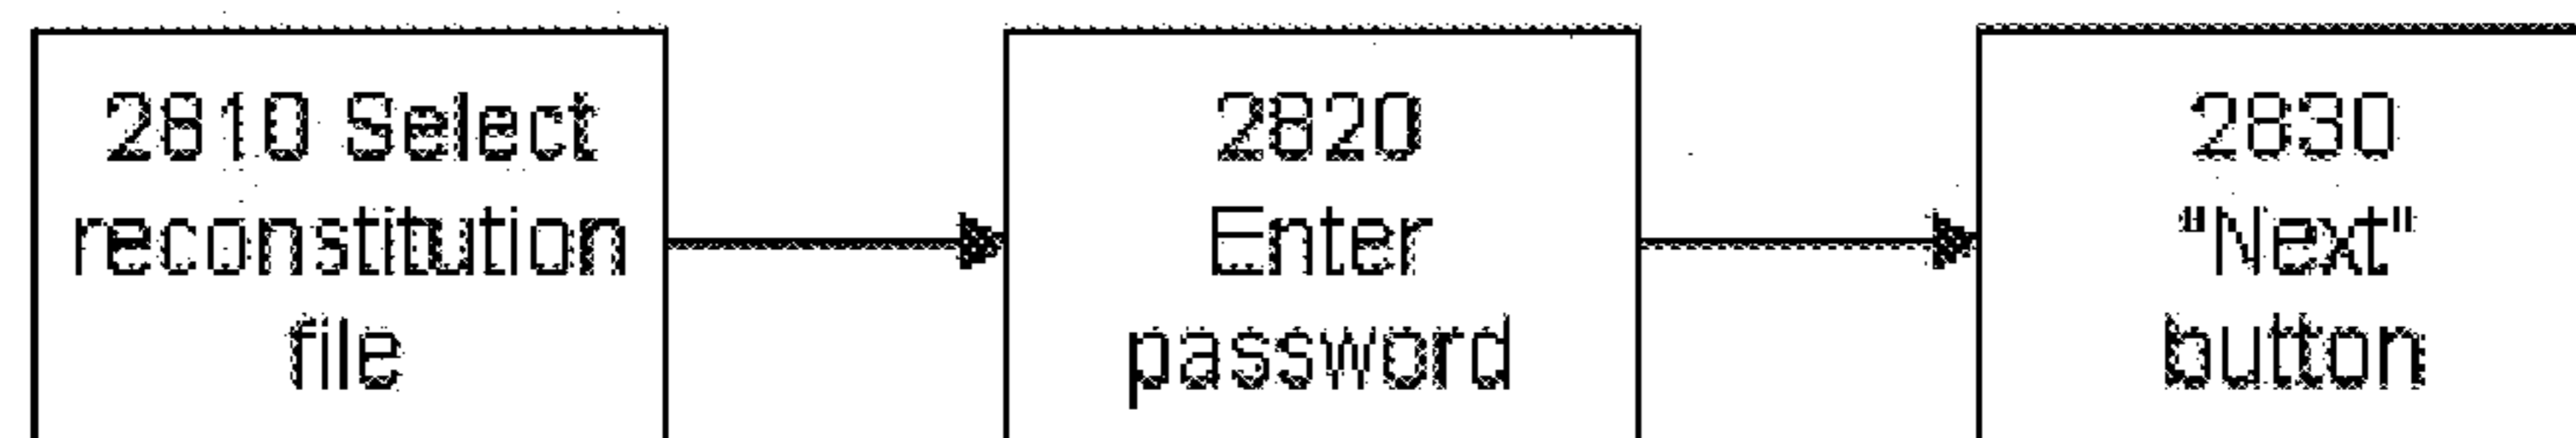 2810 Select
reconstitution
file
2820
Enter
password
2830
"Next"
button